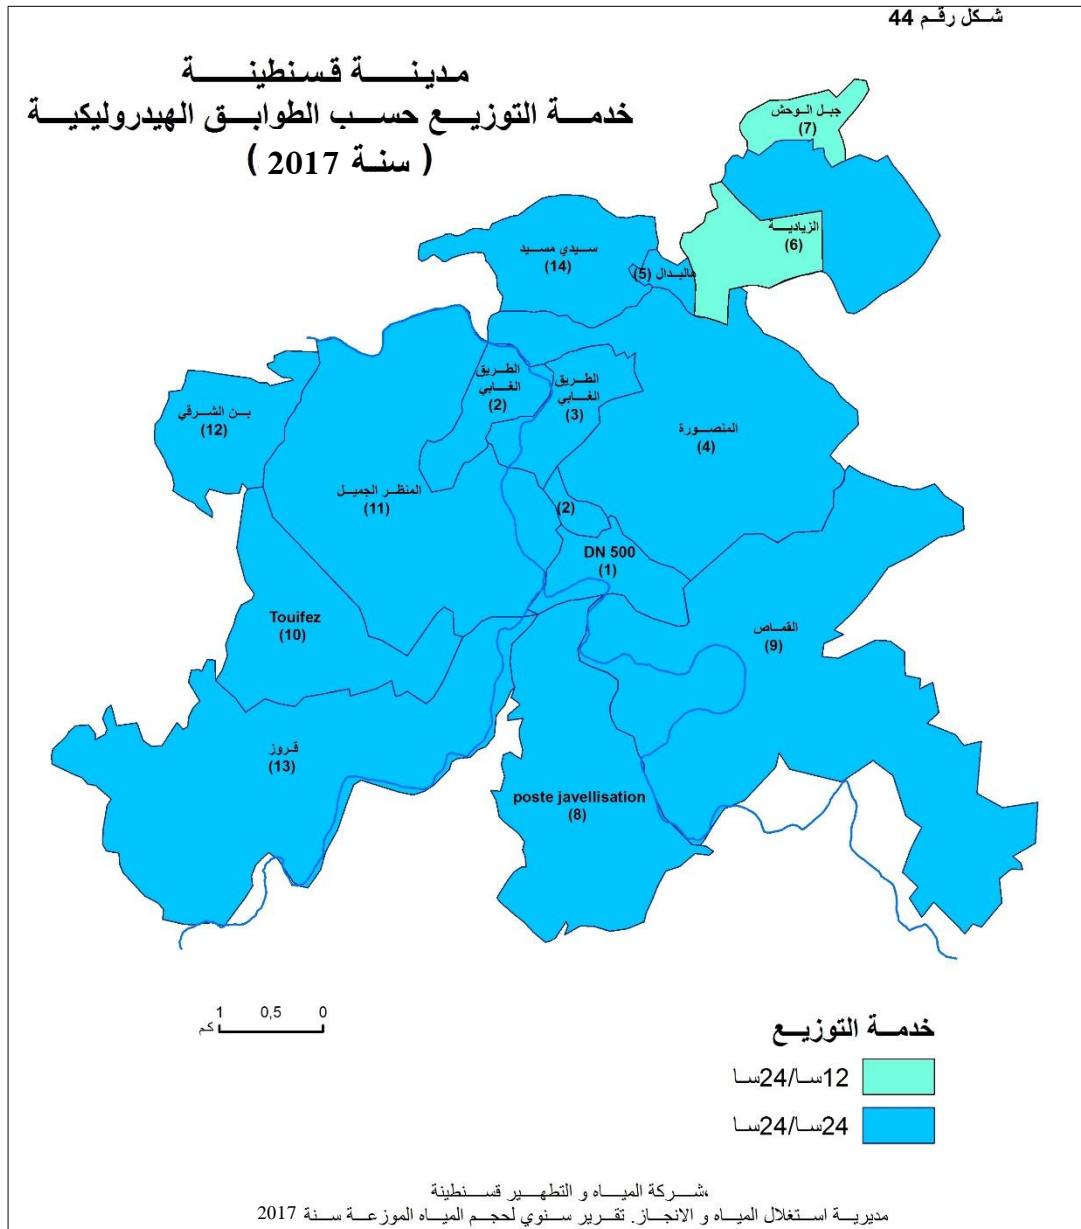 شكل رقم 44
مدينة قسنطينة
خدمة التوزيع حسب الطوابق الهيدروليكية
( سنة 2017 )
جبل الوحش
(7)
الزيادية
(6)
سيدي مسيد
(14)
مالبدال (5)
الطريق
الغابي
(2)
الطريق
الغابي
(3)
بن الشرقي
(12)
المنصورة
(4)
المنظر الجميل
(11)
(2)
DN 500
(1)
Touifez
(10)
القماص
(9)
قروز
(13)
poste javellisation
(8)
1 0,5 0
كم
خدمة التوزيع
12سا/24سا
24سا/24سا
شركة المياه و التطهير قسنطينة،
مديرية استغلال المياه و الانجاز. تقرير سنوي لحجم المياه الموزعة سنة 2017